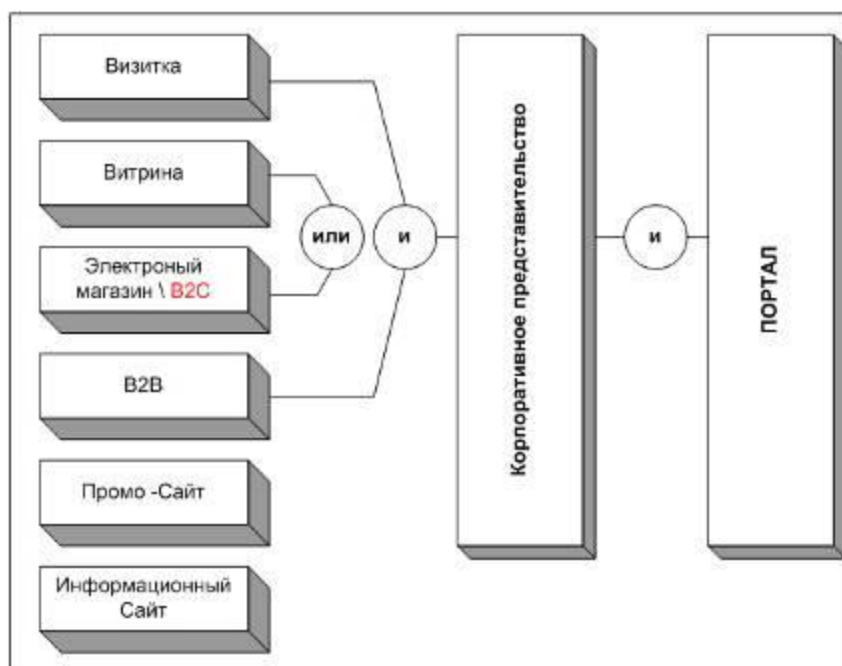 Визитка
Витрина
Электроный
магазин \ B2C
B2B
Промо -Сайт
Информационный
Сайт
или
и
Корпоративное представительство
и
ПОРТАЛ